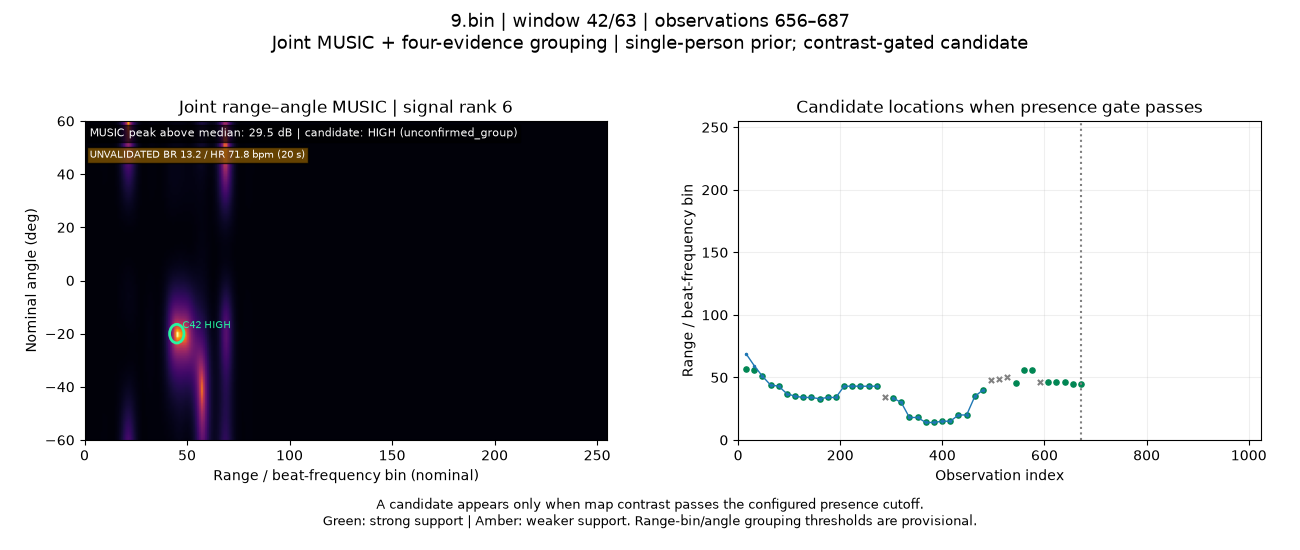 9.bin | window 42/63 | observations 656–687
Joint MUSIC + four-evidence grouping | single-person prior; contrast-gated candidate
Joint range–angle MUSIC | signal rank 6
MUSIC peak above median: 29.5 dB | candidate: HIGH (unconfirmed_group)
UNVALIDATED BR 13.2 / HR 71.8 bpm (20 s)
C42 HIGH
60
40
20
0
−20
−40
−60
Nominal angle (deg)
0
50
100
150
200
250
Range / beat-frequency bin (nominal)
Candidate locations when presence gate passes
250
200
150
100
50
0
Range / beat-frequency bin
0
200
400
600
800
1000
Observation index
A candidate appears only when map contrast passes the configured presence cutoff.
Green: strong support | Amber: weaker support. Range-bin/angle grouping thresholds are provisional.